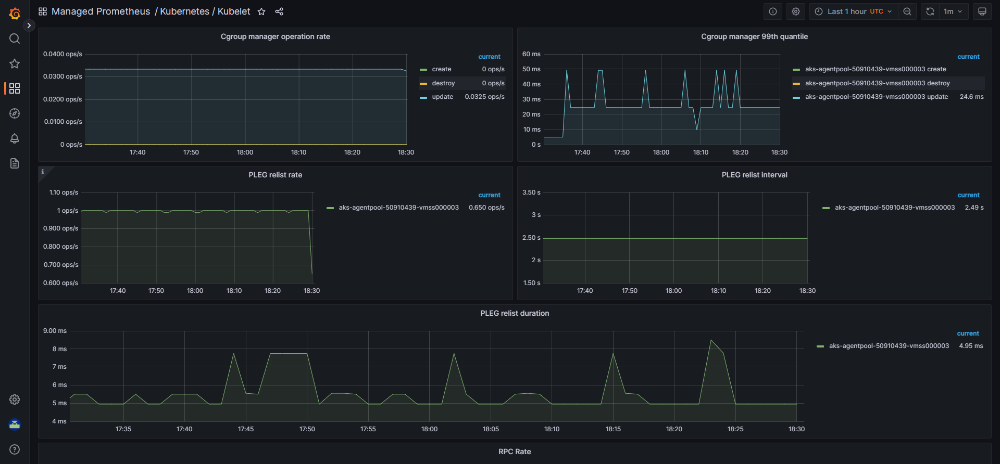 Managed Prometheus / Kubernetes / Kubelet
Last 1 hour UTC
1m
Cgroup manager operation rate
0.0400 ops/s
0.0300 ops/s
0.0200 ops/s
0.0100 ops/s
0 ops/s
17:40 17:50 18:00 18:10 18:20 18:30
current
create 0 ops/s
destroy 0 ops/s
update 0.0325 ops/s
Cgroup manager 99th quantile
60 ms
50 ms
40 ms
30 ms
20 ms
10 ms
0 s
17:40 17:50 18:00 18:10 18:20 18:30
current
aks-agentpool-50910439-vmss000003 create
aks-agentpool-50910439-vmss000003 destroy
aks-agentpool-50910439-vmss000003 update 24.6 ms
i
PLEG relist rate
1.10 ops/s
1 ops/s
0.900 ops/s
0.800 ops/s
0.700 ops/s
0.600 ops/s
17:40 17:50 18:00 18:10 18:20 18:30
current
aks-agentpool-50910439-vmss000003 0.650 ops/s
PLEG relist interval
3.50 s
3 s
2.50 s
2 s
1.50 s
17:40 17:50 18:00 18:10 18:20 18:30
current
aks-agentpool-50910439-vmss000003 2.49 s
PLEG relist duration
9.00 ms
8 ms
7 ms
6 ms
5 ms
4 ms
17:35 17:40 17:45 17:50 17:55 18:00 18:05 18:10 18:15 18:20 18:25 18:30
current
aks-agentpool-50910439-vmss000003 4.95 ms
RPC Rate